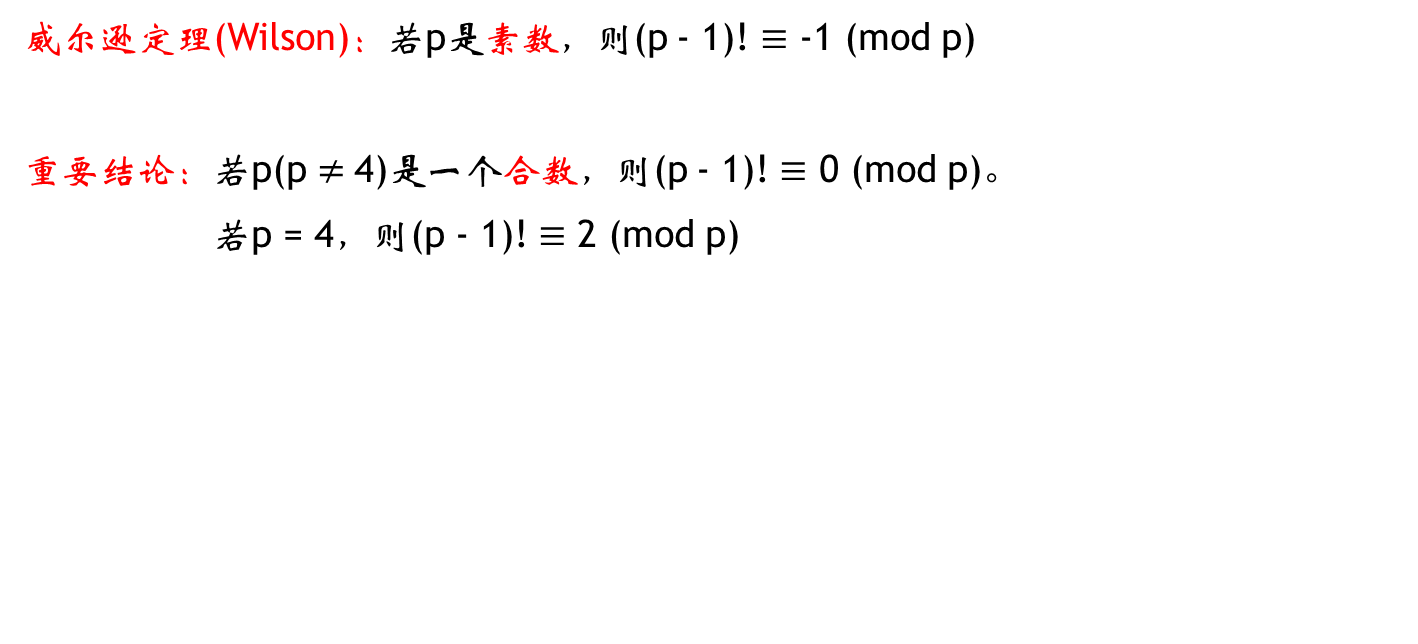 威尔逊定理(Wilson)：若p是素数，则(p - 1)! ≡ -1 (mod p)
重要结论：若p(p ≠ 4)是一个合数，则(p - 1)! ≡ 0 (mod p)。
若p = 4，则(p - 1)! ≡ 2 (mod p)